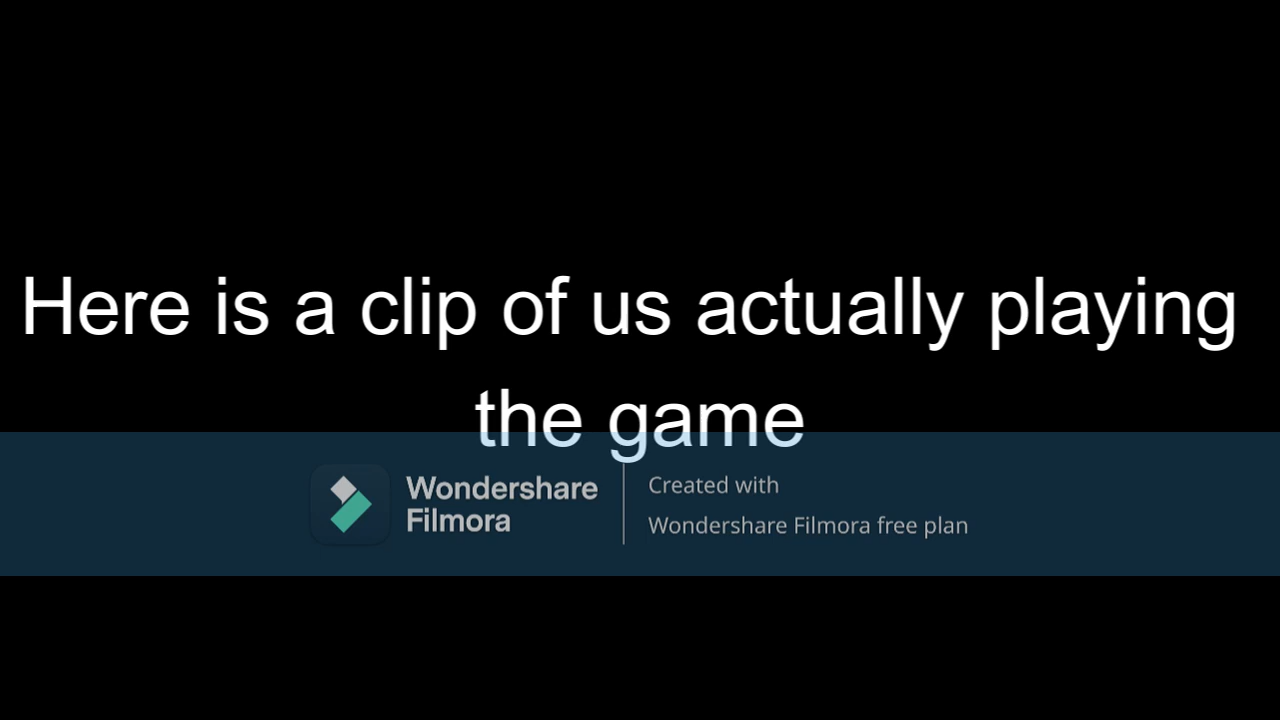 Here is a clip of us actually playing
the game
Wondershare
Filmora
Created with
Wondershare Filmora free plan